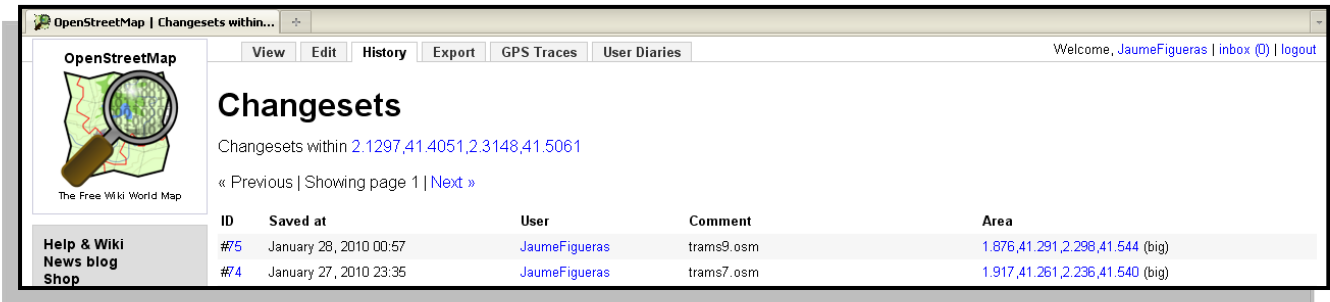 OpenStreetMap | Changesets within...
OpenStreetMap
The Free Wiki World Map
Help & Wiki
News blog
Shop
View Edit History Export GPS Traces User Diaries
Welcome, JaumeFigueras | inbox (0) | logout
Changesets
Changesets within 2.1297,41.4051,2.3148,41.5061
« Previous | Showing page 1 | Next »
ID Saved at User Comment Area
#75 January 28, 2010 00:57 JaumeFigueras trams9.osm 1.876,41.291,2.298,41.544 (big)
#74 January 27, 2010 23:35 JaumeFigueras trams7.osm 1.917,41.261,2.236,41.540 (big)